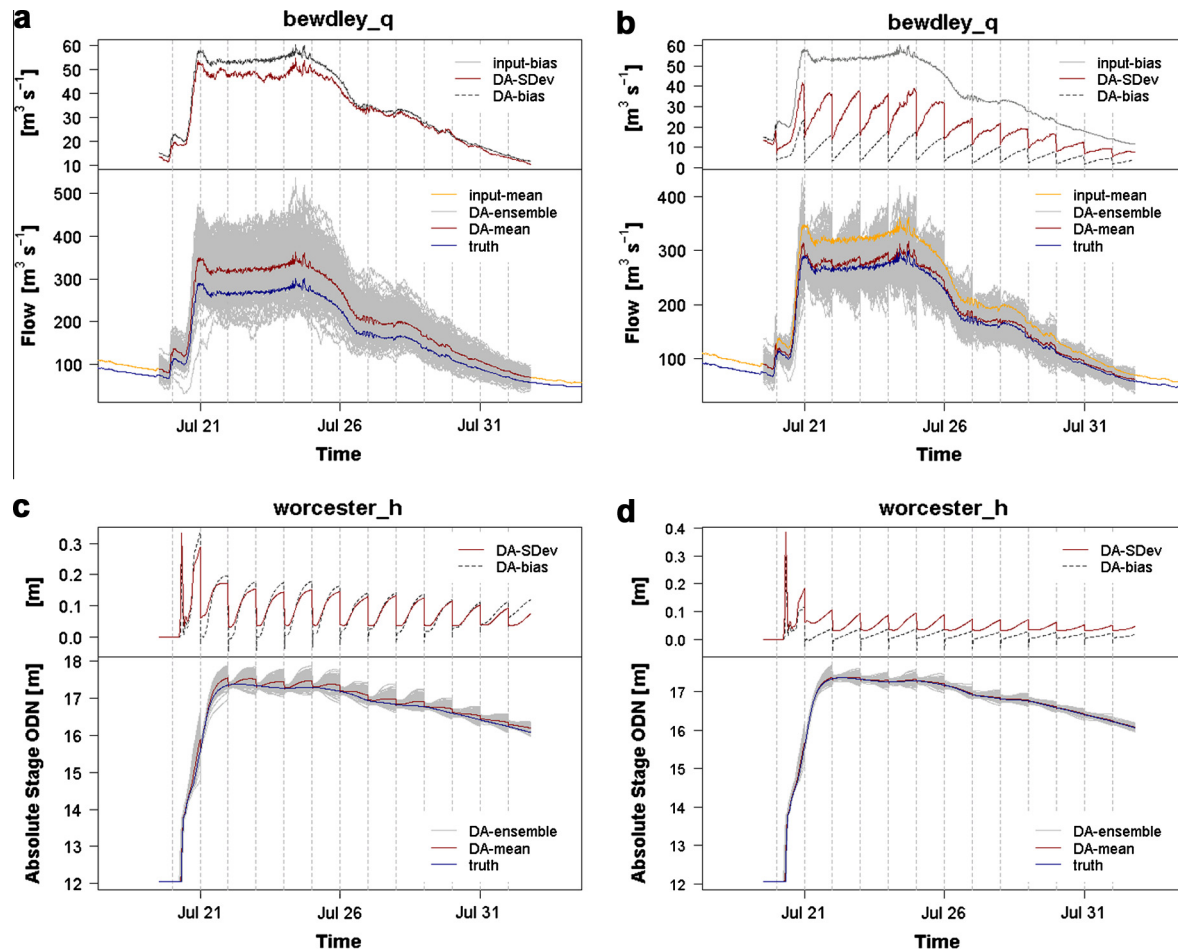 a
bewdley_q
60
50
40
30
20
10
[m³ s⁻¹]
input-bias
DA-SDev
DA-bias
500
400
300
200
100
Flow [m³ s⁻¹]
input-mean
DA-ensemble
DA-mean
truth
Jul 21 Jul 26 Jul 31
Time
b
bewdley_q
60
50
40
30
20
10
0
[m³ s⁻¹]
input-bias
DA-SDev
DA-bias
400
300
200
100
Flow [m³ s⁻¹]
input-mean
DA-ensemble
DA-mean
truth
Jul 21 Jul 26 Jul 31
Time
c
worcester_h
0.3
0.2
0.1
0.0
[m]
DA-SDev
DA-bias
18
17
16
15
14
13
12
Absolute Stage ODN [m]
DA-ensemble
DA-mean
truth
Jul 21 Jul 26 Jul 31
Time
d
worcester_h
0.4
0.3
0.2
0.1
0.0
[m]
DA-SDev
DA-bias
17
16
15
14
13
12
Absolute Stage ODN [m]
DA-ensemble
DA-mean
truth
Jul 21 Jul 26 Jul 31
Time